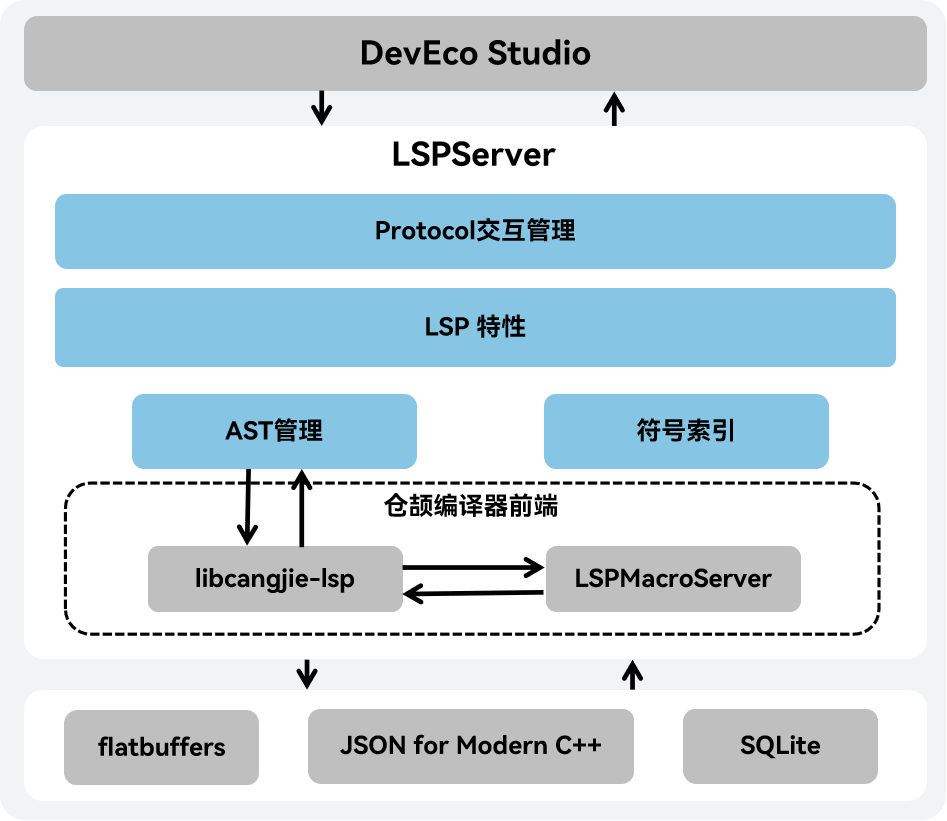 DevEco Studio
LSPServer
Protocol交互管理
LSP 特性
AST管理
符号索引
仓颉编译器前端
libcangjie-lsp
LSPMacroServer
flatbuffers
JSON for Modern C++
SQLite